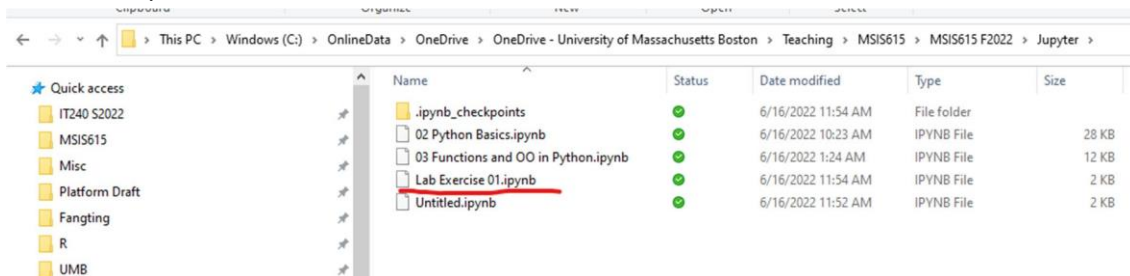 Clipboard Organize New Open Select
This PC > Windows (C:) > OnlineData > OneDrive > OneDrive - University of Massachusetts Boston > Teaching > MSIS615 > MSIS615 F2022 > Jupyter >
Quick access
IT240 S2022
MSIS615
Misc
Platform Draft
Fangting
R
UMB
Name Status Date modified Type Size
.ipynb_checkpoints 6/16/2022 11:54 AM File folder
02 Python Basics.ipynb 6/16/2022 10:23 AM IPYNB File 28 KB
03 Functions and OO in Python.ipynb 6/16/2022 1:24 AM IPYNB File 12 KB
Lab Exercise 01.ipynb 6/16/2022 11:54 AM IPYNB File 2 KB
Untitled.ipynb 6/16/2022 11:52 AM IPYNB File 2 KB